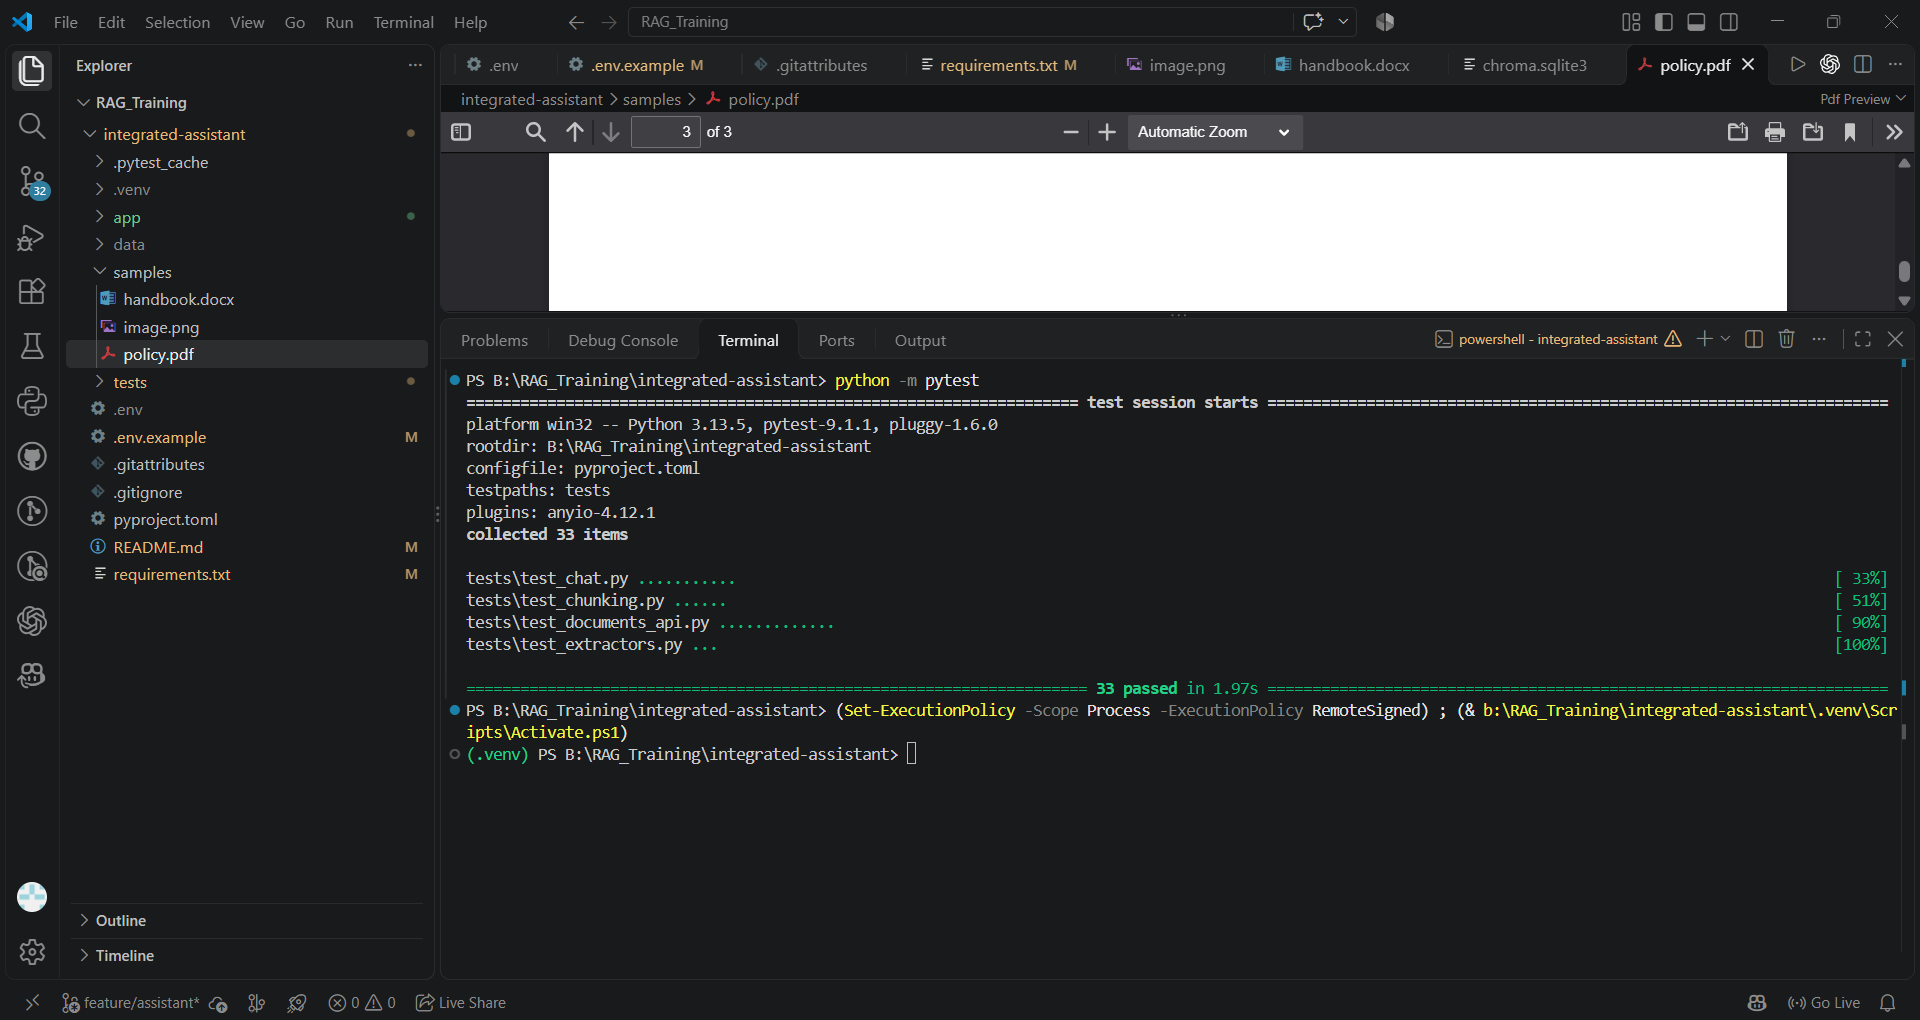 File Edit Selection View Go Run Terminal Help
RAG_Training
Explorer
RAG_Training
integrated-assistant
.pytest_cache
.venv
app
data
samples
handbook.docx
image.png
policy.pdf
tests
.env
.env.example M
.gitattributes
.gitignore
pyproject.toml
README.md M
requirements.txt M
Outline
Timeline
32
.env
.env.example M
.gitattributes
requirements.txt M
image.png
handbook.docx
chroma.sqlite3
policy.pdf
integrated-assistant > samples > policy.pdf
Pdf Preview
3 of 3
Automatic Zoom
Problems Debug Console Terminal Ports Output
powershell - integrated-assistant
PS B:\RAG_Training\integrated-assistant> python -m pytest
==================================================================== test session starts =====================================================================
platform win32 -- Python 3.13.5, pytest-9.1.1, pluggy-1.6.0
rootdir: B:\RAG_Training\integrated-assistant
configfile: pyproject.toml
testpaths: tests
plugins: anyio-4.12.1
collected 33 items
tests\test_chat.py ........... [ 33%]
tests\test_chunking.py ...... [ 51%]
tests\test_documents_api.py ............. [ 90%]
tests\test_extractors.py ... [100%]
===================================================================== 33 passed in 1.97s =====================================================================
PS B:\RAG_Training\integrated-assistant> (Set-ExecutionPolicy -Scope Process -ExecutionPolicy RemoteSigned) ; (& b:\RAG_Training\integrated-assistant\.venv\Scr
ipts\Activate.ps1)
(.venv) PS B:\RAG_Training\integrated-assistant>
feature/assistant* 0 0 Live Share
Go Live